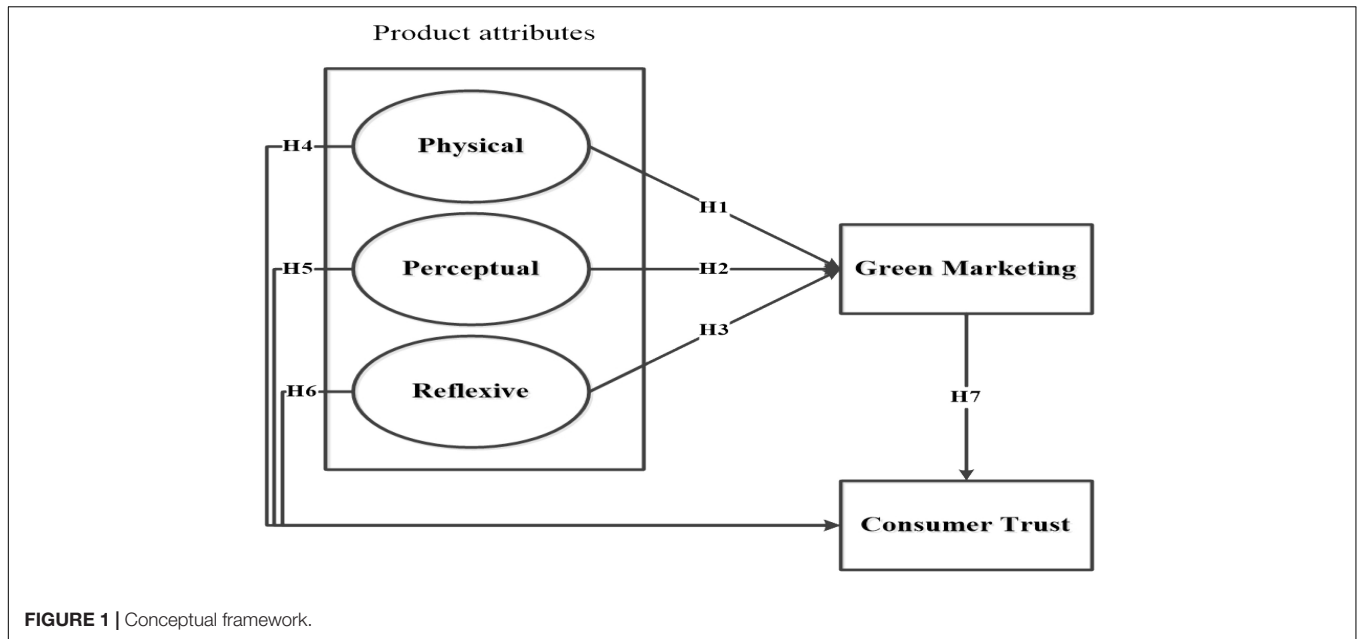 Product attributes
Physical
H4
H1
Perceptual
H5
H2
Green Marketing
H3
Reflexive
H6
H7
Consumer Trust
FIGURE 1 | Conceptual framework.